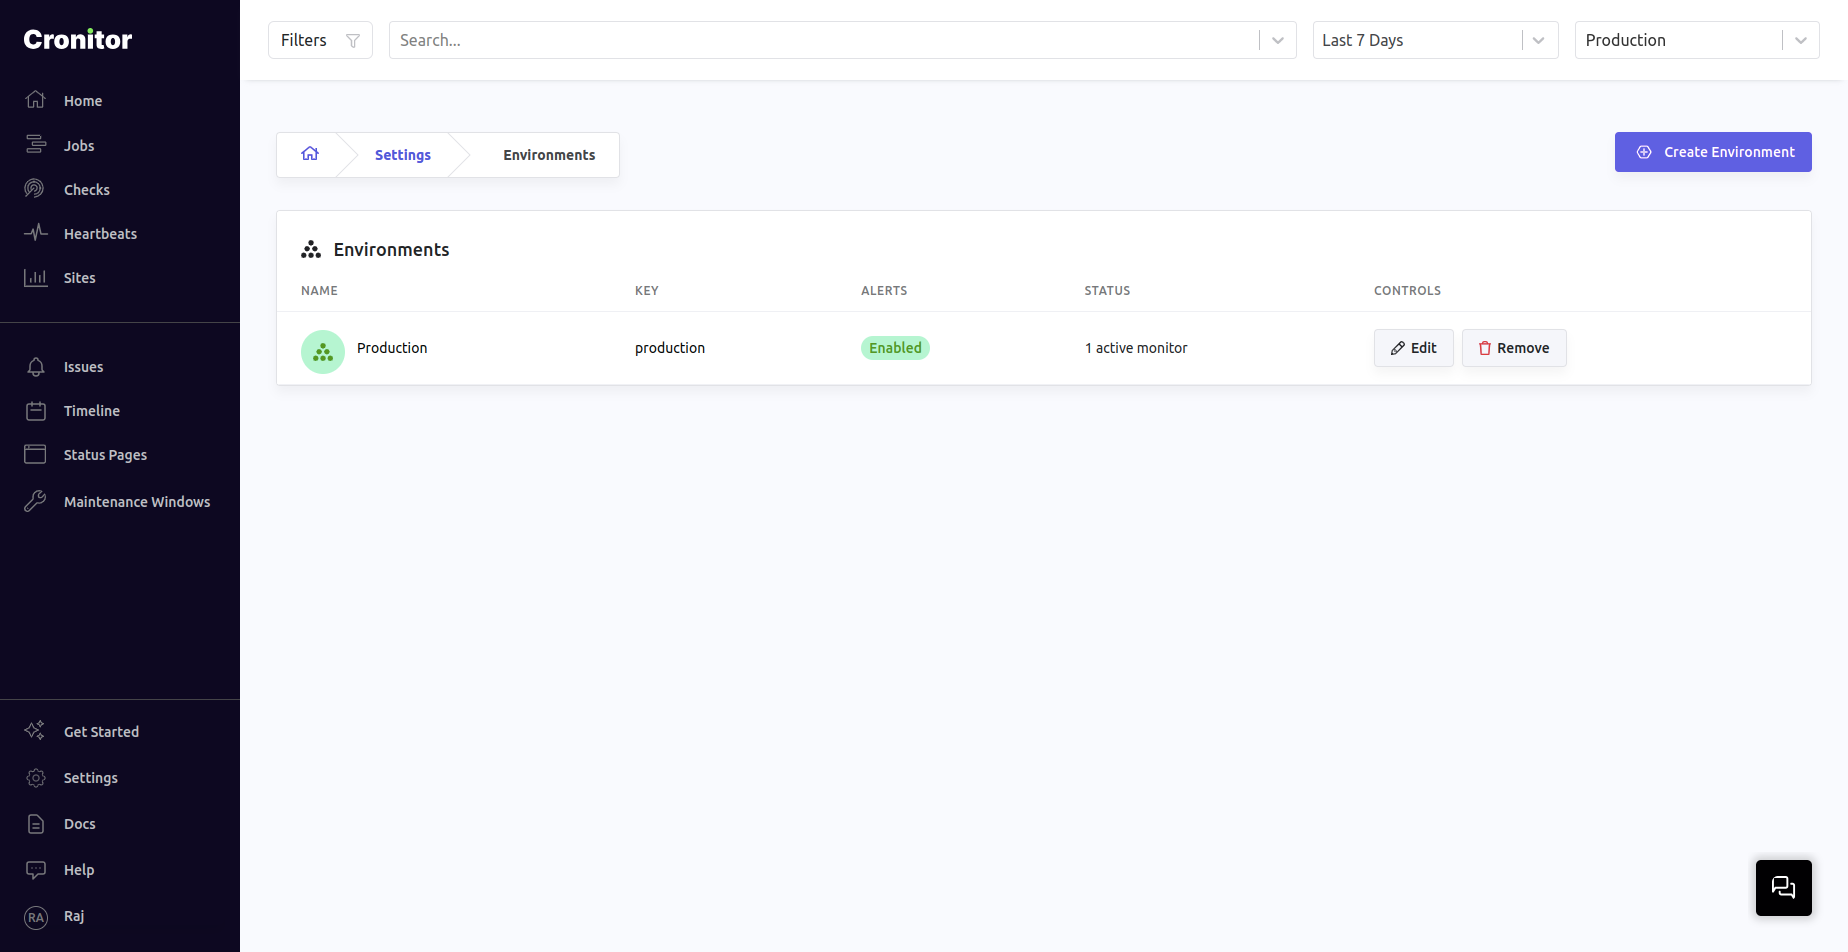 Cronitor
Home
Jobs
Checks
Heartbeats
Sites
Issues
Timeline
Status Pages
Maintenance Windows
Get Started
Settings
Docs
Help
RA Raj
Filters Search... Last 7 Days Production
Settings Environments Create Environment
Environments
NAME KEY ALERTS STATUS CONTROLS
Production production Enabled 1 active monitor Edit Remove